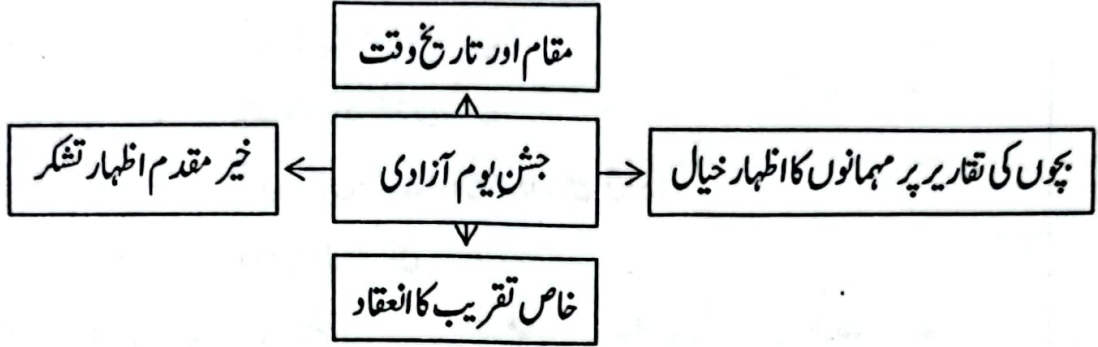 مقام اور تاریخ وقت
خیر مقدم اظہار تشکر
جشنِ یوم آزادی
بچوں کی تقاریر پر مہمانوں کا اظہار خیال
خاص تقریب کا انعقاد